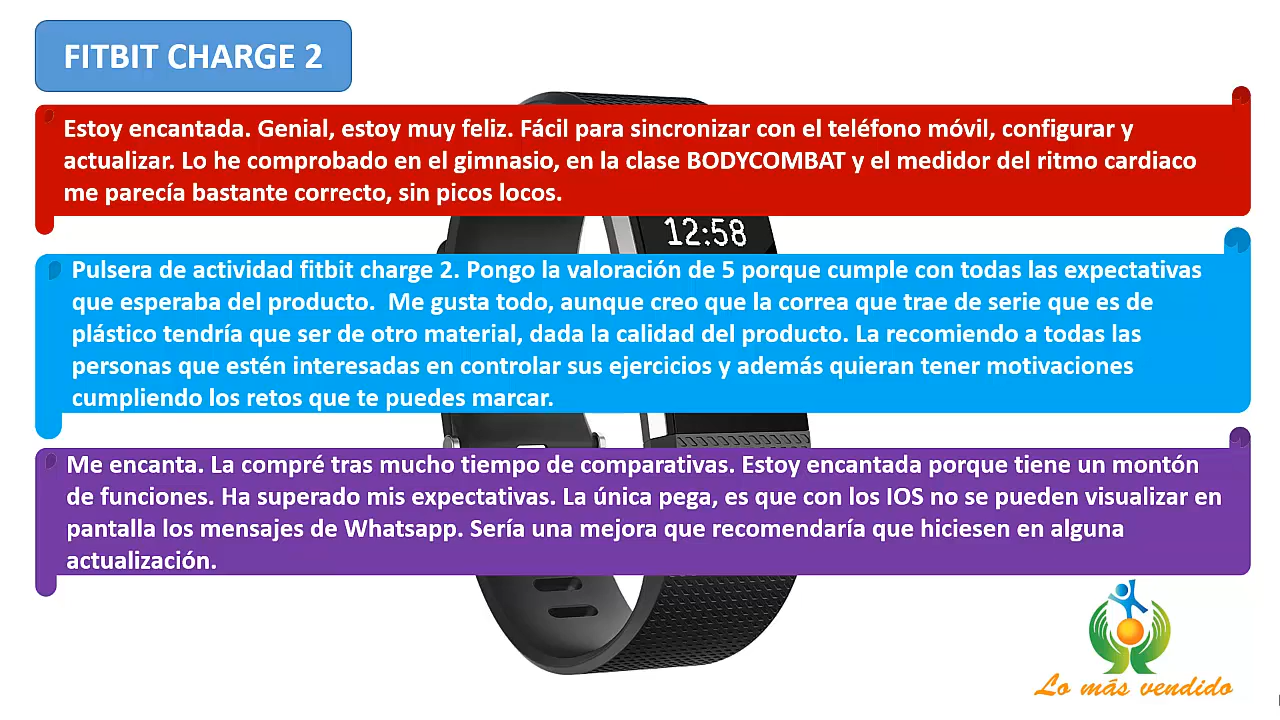 FITBIT CHARGE 2
Estoy encantada. Genial, estoy muy feliz. Fácil para sincronizar con el teléfono móvil, configurar y
actualizar. Lo he comprobado en el gimnasio, en la clase BODYCOMBAT y el medidor del ritmo cardiaco
me parecía bastante correcto, sin picos locos.
12:58
Pulsera de actividad fitbit charge 2. Pongo la valoración de 5 porque cumple con todas las expectativas
que esperaba del producto.  Me gusta todo, aunque creo que la correa que trae de serie que es de
plástico tendría que ser de otro material, dada la calidad del producto. La recomiendo a todas las
personas que estén interesadas en controlar sus ejercicios y además quieran tener motivaciones
cumpliendo los retos que te puedes marcar.
Me encanta. La compré tras mucho tiempo de comparativas. Estoy encantada porque tiene un montón
de funciones. Ha superado mis expectativas. La única pega, es que con los IOS no se pueden visualizar en
pantalla los mensajes de Whatsapp. Sería una mejora que recomendaría que hiciesen en alguna
actualización.
Lo más vendido